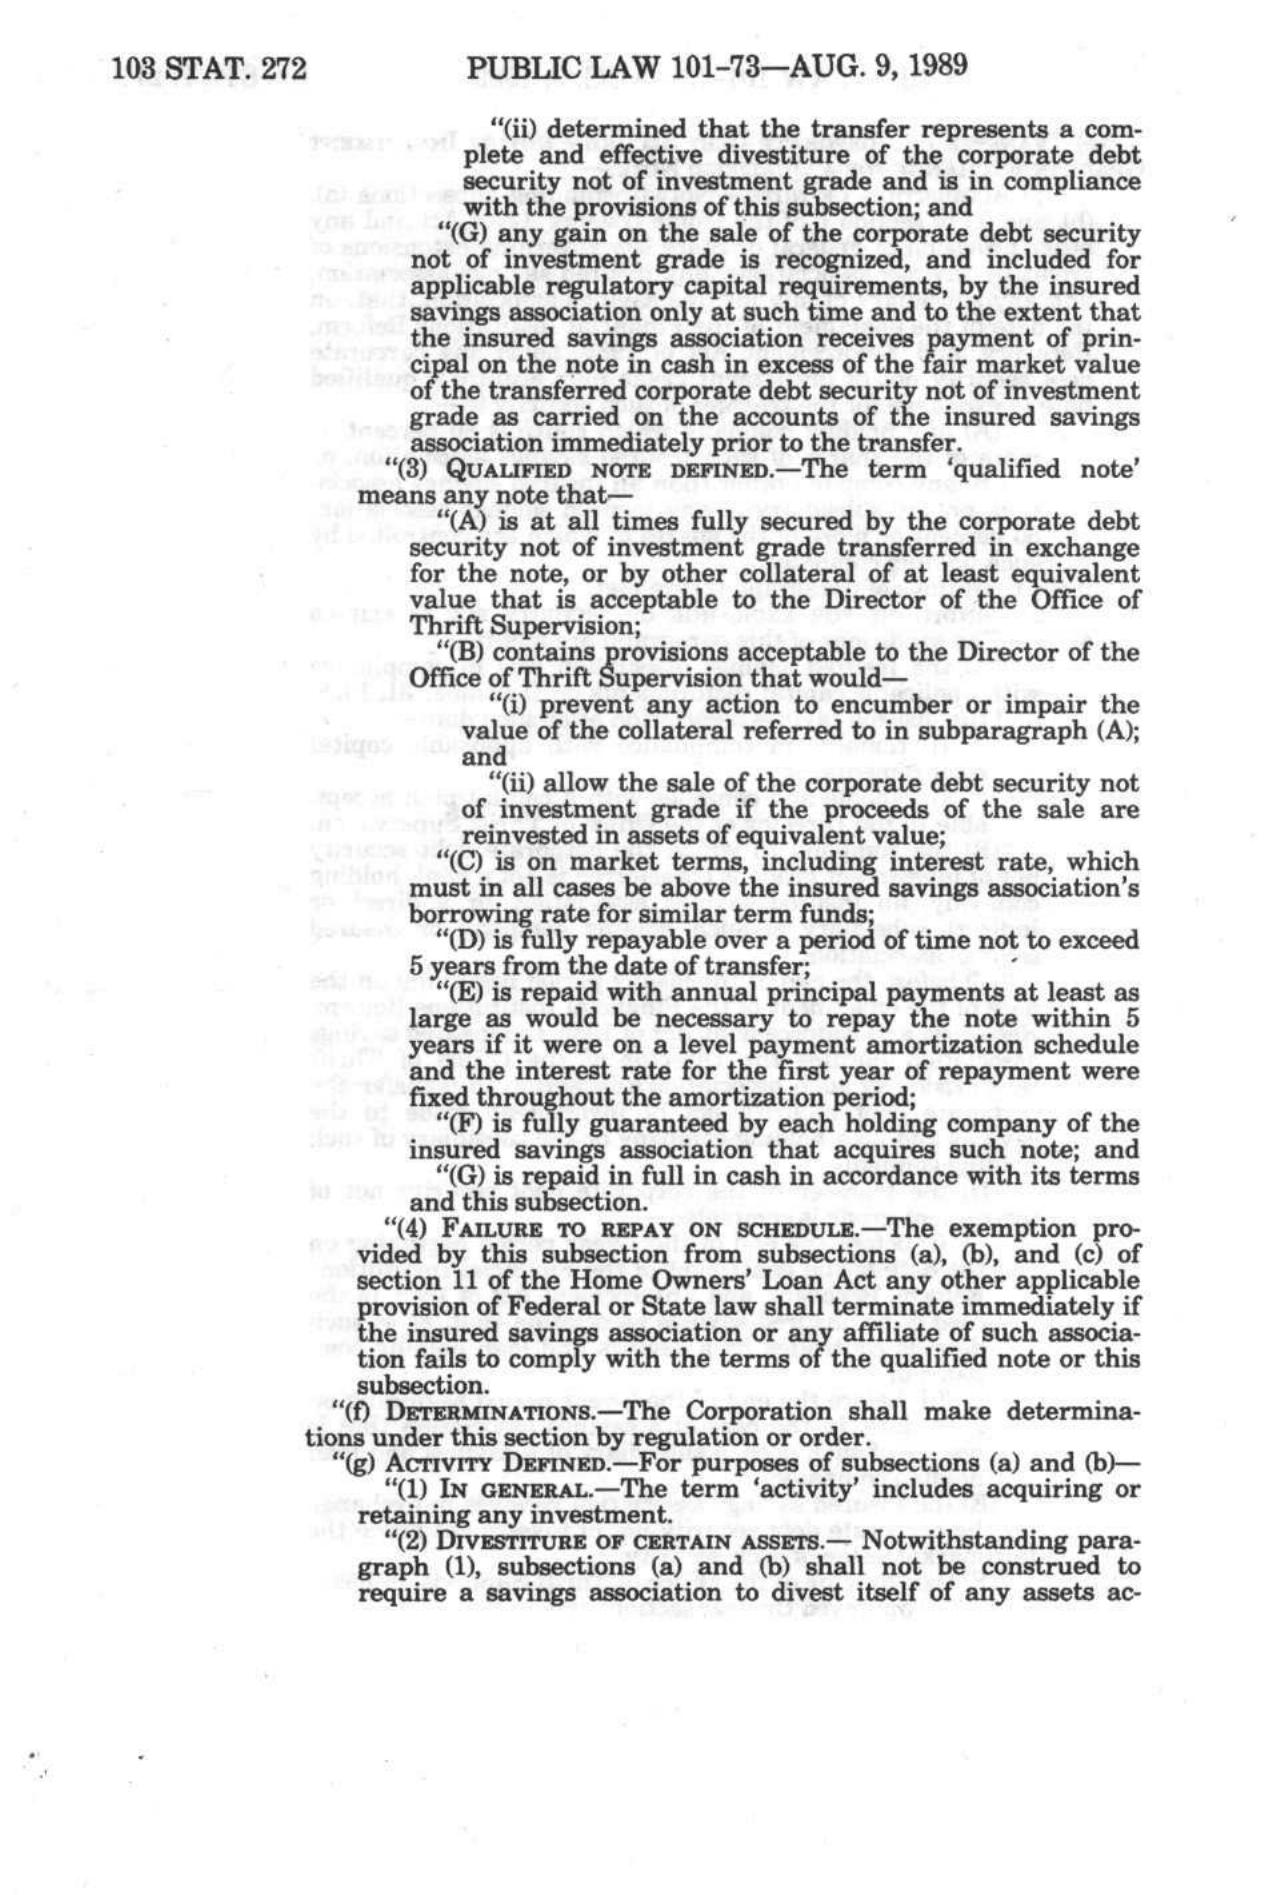 103 STAT. 272 PUBLIC LAW 101-73—AUG. 9, 1989
“(ii) determined that the transfer represents a com-
plete and effective divestiture of the corporate debt
security not of investment grade and is in compliance
with the provisions of this subsection; and
“(G) any gain on the sale of the corporate debt security
not of investment grade is recognized, and included for
applicable regulatory capital requirements, by the insured
savings association only at such time and to the extent that
the insured savings association receives payment of prin-
cipal on the note in cash in excess of the fair market value
of the transferred corporate debt security not of investment
grade as carried on the accounts of the insured savings
association immediately prior to the transfer.
“(3) QUALIFIED NOTE DEFINED.—The term ‘qualified note’
means any note that—
“(A) is at all times fully secured by the corporate debt
security not of investment grade transferred in exchange
for the note, or by other collateral of at least equivalent
value that is acceptable to the Director of the Office of
Thrift Supervision;
“(B) contains provisions acceptable to the Director of the
Office of Thrift Supervision that would—
“(i) prevent any action to encumber or impair the
value of the collateral referred to in subparagraph (A);
and
“(ii) allow the sale of the corporate debt security not
of investment grade if the proceeds of the sale are
reinvested in assets of equivalent value;
“(C) is on market terms, including interest rate, which
must in all cases be above the insured savings association’s
borrowing rate for similar term funds;
“(D) is fully repayable over a period of time not to exceed
5 years from the date of transfer;
“(E) is repaid with annual principal payments at least as
large as would be necessary to repay the note within 5
years if it were on a level payment amortization schedule
and the interest rate for the first year of repayment were
fixed throughout the amortization period;
“(F) is fully guaranteed by each holding company of the
insured savings association that acquires such note; and
“(G) is repaid in full in cash in accordance with its terms
and this subsection.
“(4) FAILURE TO REPAY ON SCHEDULE.—The exemption pro-
vided by this subsection from subsections (a), (b), and (c) of
section 11 of the Home Owners’ Loan Act any other applicable
provision of Federal or State law shall terminate immediately if
the insured savings association or any affiliate of such associa-
tion fails to comply with the terms of the qualified note or this
subsection.
“(f) DETERMINATIONS.—The Corporation shall make determina-
tions under this section by regulation or order.
“(g) ACTIVITY DEFINED.—For purposes of subsections (a) and (b)—
“(1) IN GENERAL.—The term ‘activity’ includes acquiring or
retaining any investment.
“(2) DIVESTITURE OF CERTAIN ASSETS.— Notwithstanding para-
graph (1), subsections (a) and (b) shall not be construed to
require a savings association to divest itself of any assets ac-